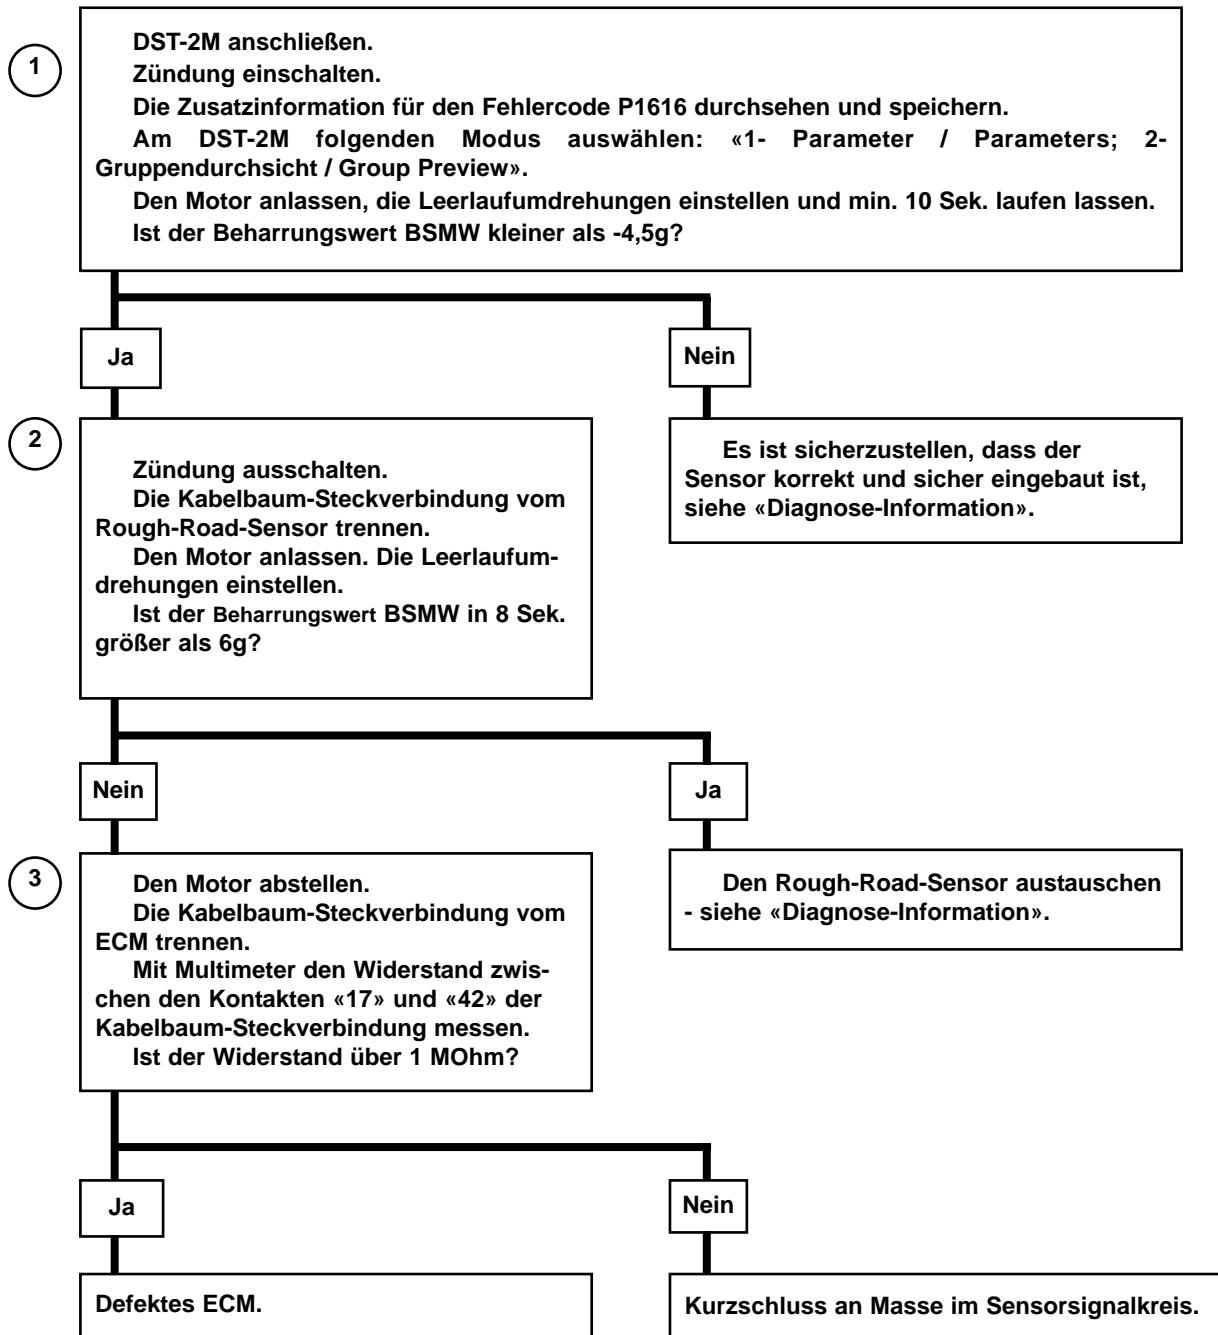 1
DST-2M anschließen.
Zündung einschalten.
Die Zusatzinformation für den Fehlercode P1616 durchsehen und speichern.
Am DST-2M folgenden Modus auswählen: «1- Parameter / Parameters; 2-
Gruppendurchsicht / Group Preview».
Den Motor anlassen, die Leerlaufumdrehungen einstellen und min. 10 Sek. laufen lassen.
Ist der Beharrungswert BSMW kleiner als -4,5g?
Ja
Nein
2
Zündung ausschalten.
Die Kabelbaum-Steckverbindung vom
Rough-Road-Sensor trennen.
Den Motor anlassen. Die Leerlaufum-
drehungen einstellen.
Ist der Beharrungswert BSMW in 8 Sek.
größer als 6g?
Es ist sicherzustellen, dass der
Sensor korrekt und sicher eingebaut ist,
siehe «Diagnose-Information».
Nein
Ja
3
Den Motor abstellen.
Die Kabelbaum-Steckverbindung vom
ECM trennen.
Mit Multimeter den Widerstand zwis-
chen den Kontakten «17» und «42» der
Kabelbaum-Steckverbindung messen.
Ist der Widerstand über 1 MOhm?
Den Rough-Road-Sensor austauschen
- siehe «Diagnose-Information».
Ja
Nein
Defektes ECM.
Kurzschluss an Masse im Sensorsignalkreis.